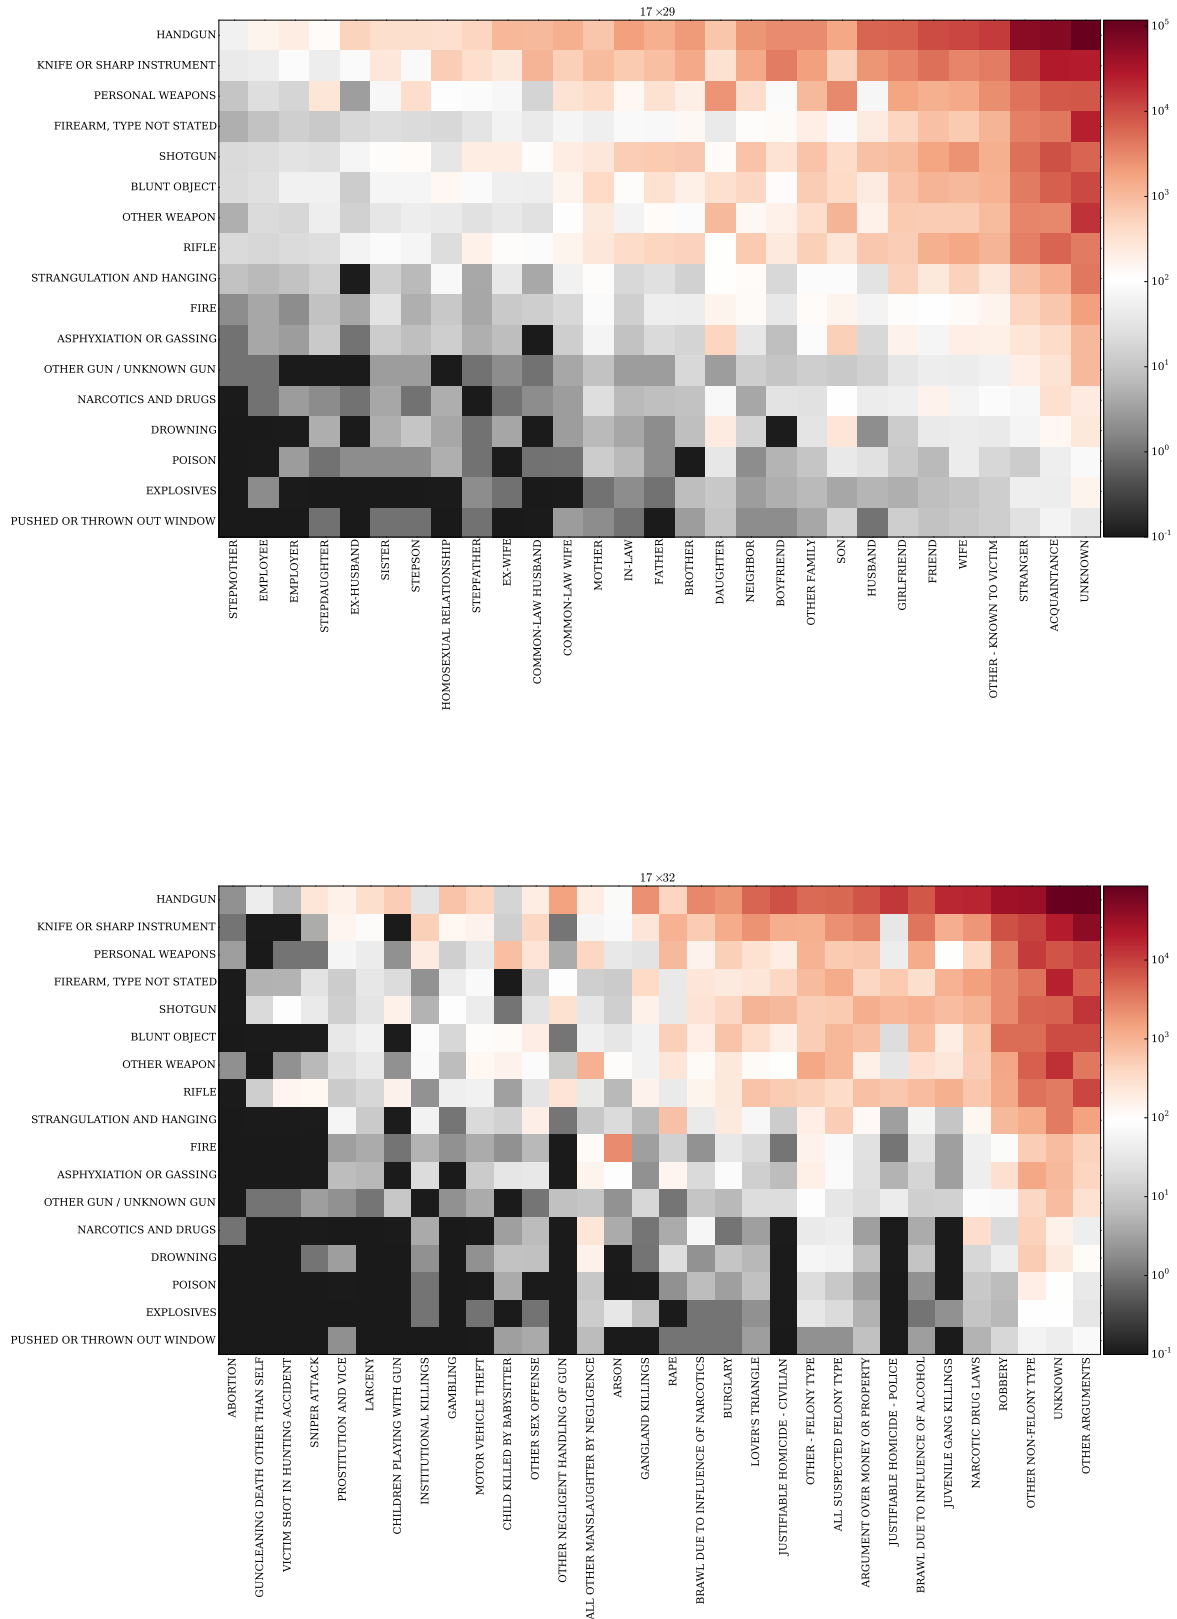 17 ×29
HANDGUN
KNIFE OR SHARP INSTRUMENT
PERSONAL WEAPONS
FIREARM, TYPE NOT STATED
SHOTGUN
BLUNT OBJECT
OTHER WEAPON
RIFLE
STRANGULATION AND HANGING
FIRE
ASPHYXIATION OR GASSING
OTHER GUN / UNKNOWN GUN
NARCOTICS AND DRUGS
DROWNING
POISON
EXPLOSIVES
PUSHED OR THROWN OUT WINDOW
10^5
10^4
10^3
10^2
10^1
10^0
10^-1
STEPMOTHER
EMPLOYEE
EMPLOYER
STEPDAUGHTER
EX-HUSBAND
SISTER
STEPSON
HOMOSEXUAL RELATIONSHIP
STEPFATHER
EX-WIFE
COMMON-LAW HUSBAND
COMMON-LAW WIFE
MOTHER
IN-LAW
FATHER
BROTHER
DAUGHTER
NEIGHBOR
BOYFRIEND
OTHER FAMILY
SON
HUSBAND
GIRLFRIEND
FRIEND
WIFE
OTHER - KNOWN TO VICTIM
STRANGER
ACQUAINTANCE
UNKNOWN
17 ×32
HANDGUN
KNIFE OR SHARP INSTRUMENT
PERSONAL WEAPONS
FIREARM, TYPE NOT STATED
SHOTGUN
BLUNT OBJECT
OTHER WEAPON
RIFLE
STRANGULATION AND HANGING
FIRE
ASPHYXIATION OR GASSING
OTHER GUN / UNKNOWN GUN
NARCOTICS AND DRUGS
DROWNING
POISON
EXPLOSIVES
PUSHED OR THROWN OUT WINDOW
10^4
10^3
10^2
10^1
10^0
10^-1
ABORTION
GUNCLEANING DEATH OTHER THAN SELF
VICTIM SHOT IN HUNTING ACCIDENT
SNIPER ATTACK
PROSTITUTION AND VICE
LARCENY
CHILDREN PLAYING WITH GUN
INSTITUTIONAL KILLINGS
GAMBLING
MOTOR VEHICLE THEFT
CHILD KILLED BY BABYSITTER
OTHER SEX OFFENSE
OTHER NEGLIGENT HANDLING OF GUN
ALL OTHER MANSLAUGHTER BY NEGLIGENCE
ARSON
GANGLAND KILLINGS
RAPE
BRAWL DUE TO INFLUENCE OF NARCOTICS
BURGLARY
LOVER'S TRIANGLE
JUSTIFIABLE HOMICIDE - CIVILIAN
OTHER - FELONY TYPE
ALL SUSPECTED FELONY TYPE
ARGUMENT OVER MONEY OR PROPERTY
JUSTIFIABLE HOMICIDE - POLICE
BRAWL DUE TO INFLUENCE OF ALCOHOL
JUVENILE GANG KILLINGS
NARCOTIC DRUG LAWS
ROBBERY
OTHER NON-FELONY TYPE
UNKNOWN
OTHER ARGUMENTS